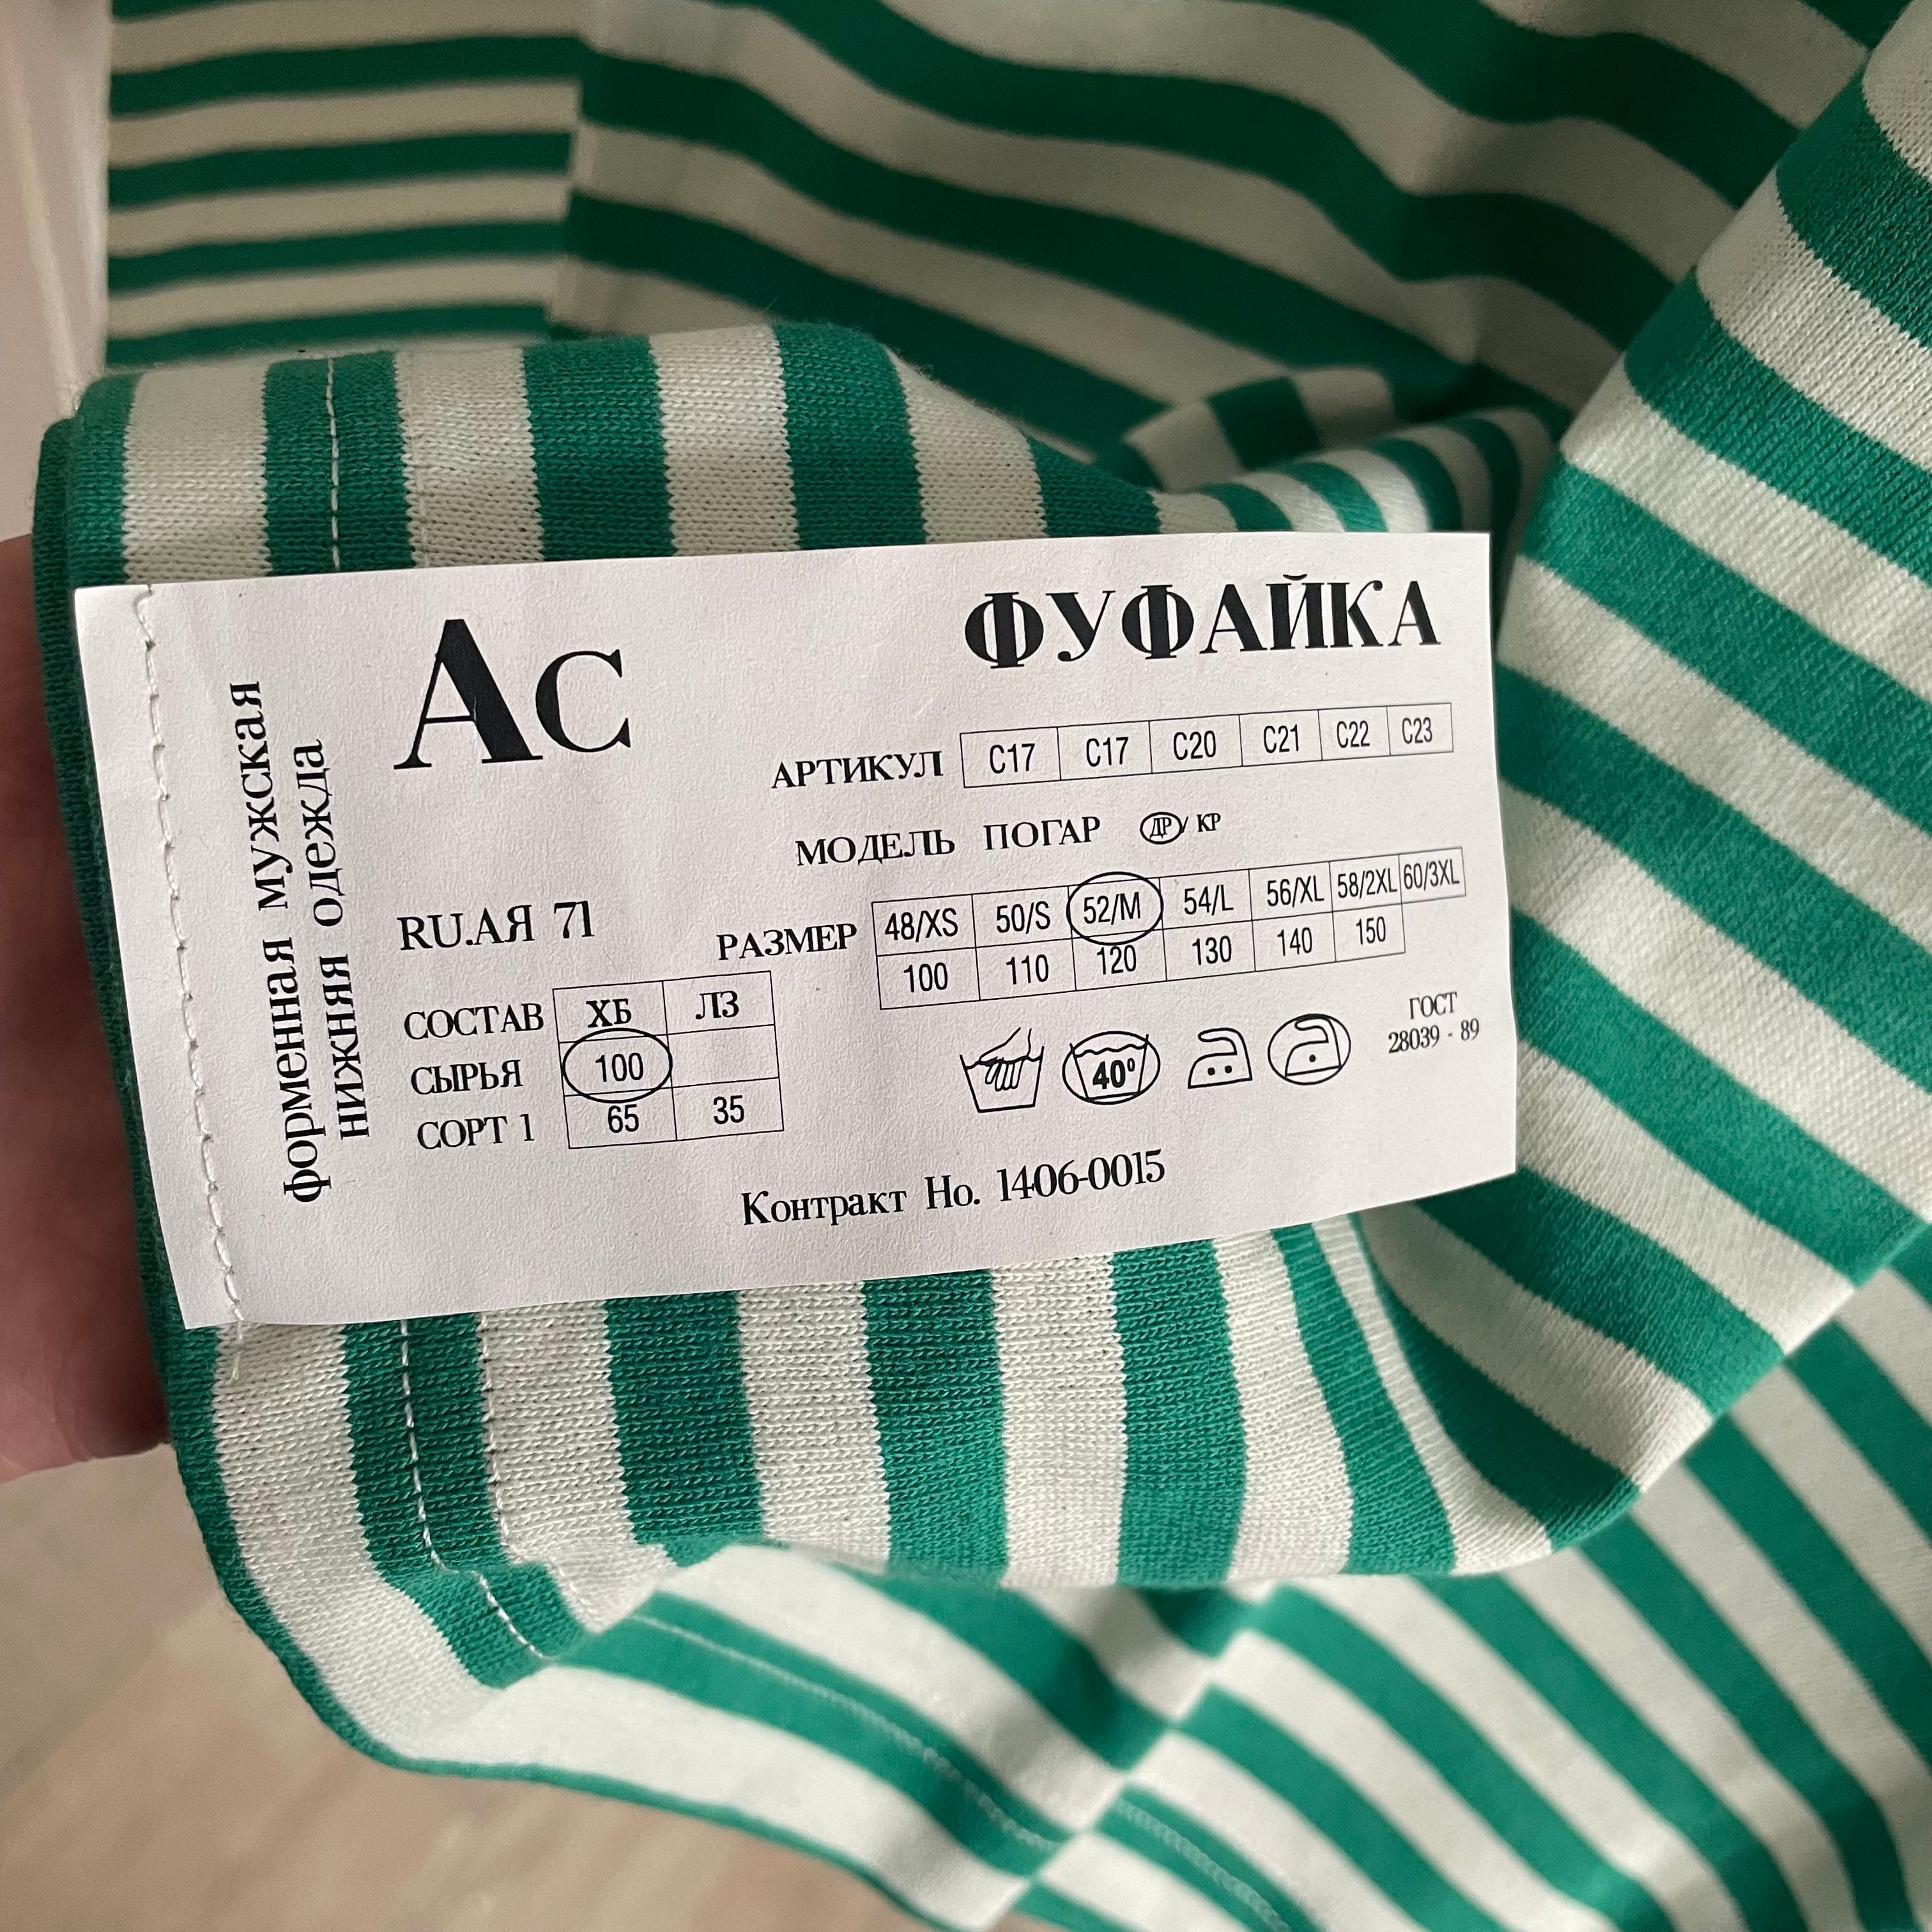 форменная мужская
нижняя одежда
Ас
ФУФАЙКА
АРТИКУЛ С17 С17 С20 С21 С22 С23
МОДЕЛЬ ПОГАР ДР/ КР
RU.АЯ 71
РАЗМЕР 48/XS 50/S 52/M 54/L 56/XL 58/2XL 60/3XL
100 110 120 130 140 150
СОСТАВ ХБ ЛЗ
СЫРЬЯ 100
СОРТ 1 65 35
40º
ГОСТ
28039 - 89
Контракт Но. 1406-0015